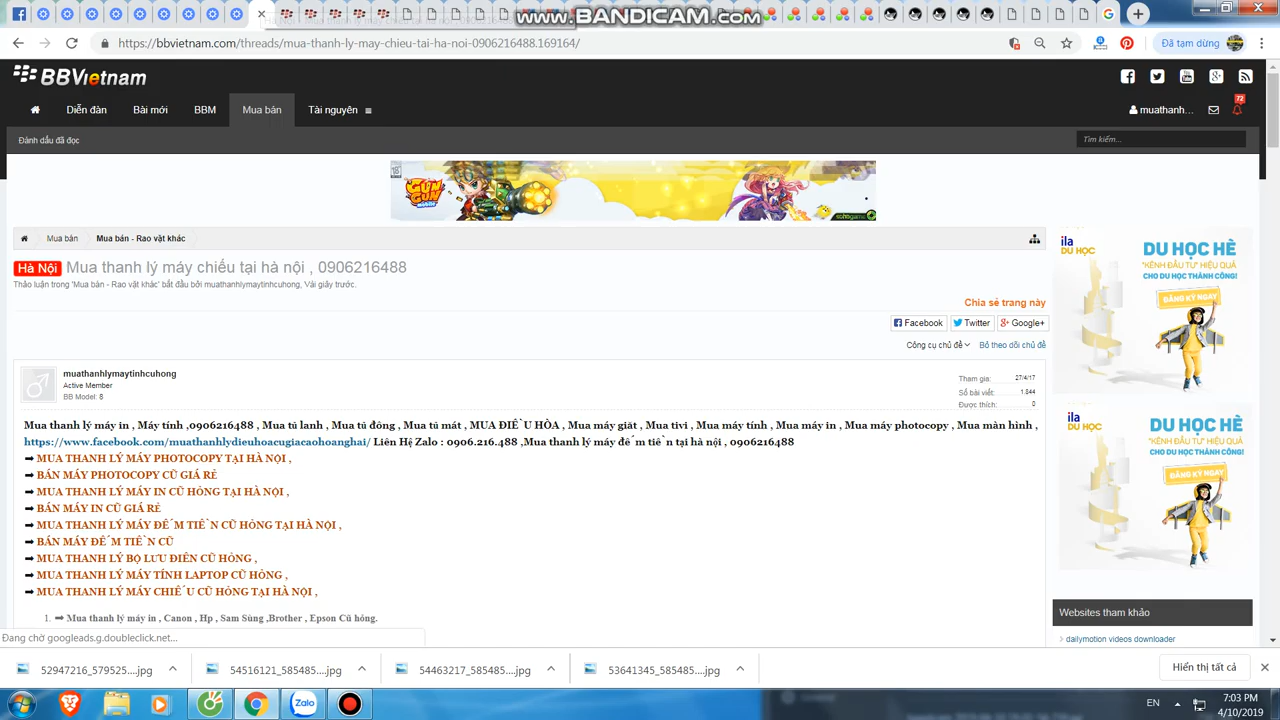 www.BANDICAM.com
https://bbvietnam.com/threads/mua-thanh-ly-may-chieu-tai-ha-noi-0906216488.169164/
Đã tạm dừng
BBVietnam
Diễn đàn
Bài mới
BBM
Mua bán
Tài nguyên
muathanh...
72
Đánh dấu đã đọc
Tìm kiếm...
GUN GUN
sohagame
Mua bán
Mua bán - Rao vặt khác
Hà Nội Mua thanh lý máy chiếu tại hà nội , 0906216488
Thảo luận trong 'Mua bán - Rao vặt khác' bắt đầu bởi muathanhlymaytinhcuhong, Vài giây trước.
Chia sẻ trang này
Facebook
Twitter
Google+
Công cụ chủ đề
Bỏ theo dõi chủ đề
muathanhlymaytinhcuhong
Active Member
BB Model: 8
Tham gia: 27/4/17
Số bài viết: 1.844
Được thích: 0
Mua thanh lý máy in , Máy tính ,0906216488 , Mua tủ lanh , Mua tủ đông , Mua tủ mát , MUA ĐIỀU HÒA , Mua máy giặt , Mua tivi , Mua máy tính , Mua máy in , Mua máy photocopy , Mua màn hình ,
https://www.facebook.com/muathanhlydieuhoacugiacaohoanghai/ Liên Hệ Zalo : 0906.216.488 ,Mua thanh lý máy đếm tiền tại hà nội , 0906216488
➡ MUA THANH LÝ MÁY PHOTOCOPY TẠI HÀ NỘI ,
➡ BÁN MÁY PHOTOCOPY CŨ GIÁ RẺ
➡ MUA THANH LÝ MÁY IN CŨ HỎNG TẠI HÀ NỘI ,
➡ BÁN MÁY IN CŨ GIÁ RẺ
➡ MUA THANH LÝ MÁY ĐẾM TIỀN CŨ HỎNG TẠI HÀ NỘI ,
➡ BÁN MÁY ĐẾM TIỀN CŨ
➡ MUA THANH LÝ BỘ LƯU ĐIÊN CŨ HỎNG ,
➡ MUA THANH LÝ MÁY TÍNH LAPTOP CŨ HỎNG ,
➡ MUA THANH LÝ MÁY CHIẾU CŨ HỎNG TẠI HÀ NỘI ,
1. ➡ Mua thanh lý máy in , Canon , Hp , Sam Sùng ,Brother , Epson Cũ hỏng.
ila
DU HỌC
DU HỌC HÈ
"KÊNH ĐẦU TƯ" HIỆU QUẢ
CHO DU HỌC THÀNH CÔNG!
ĐĂNG KÝ NGAY
ila
DU HỌC
DU HỌC HÈ
"KÊNH ĐẦU TƯ" HIỆU QUẢ
CHO DU HỌC THÀNH CÔNG!
ĐĂNG KÝ NGAY
Websites tham khảo
dailymotion videos downloader
Đang chờ googleads.g.doubleclick.net...
52947216_579525....jpg
54516121_585485....jpg
54463217_585485....jpg
53641345_585485....jpg
Hiển thị tất cả
Zalo
EN
7:03 PM
4/10/2019